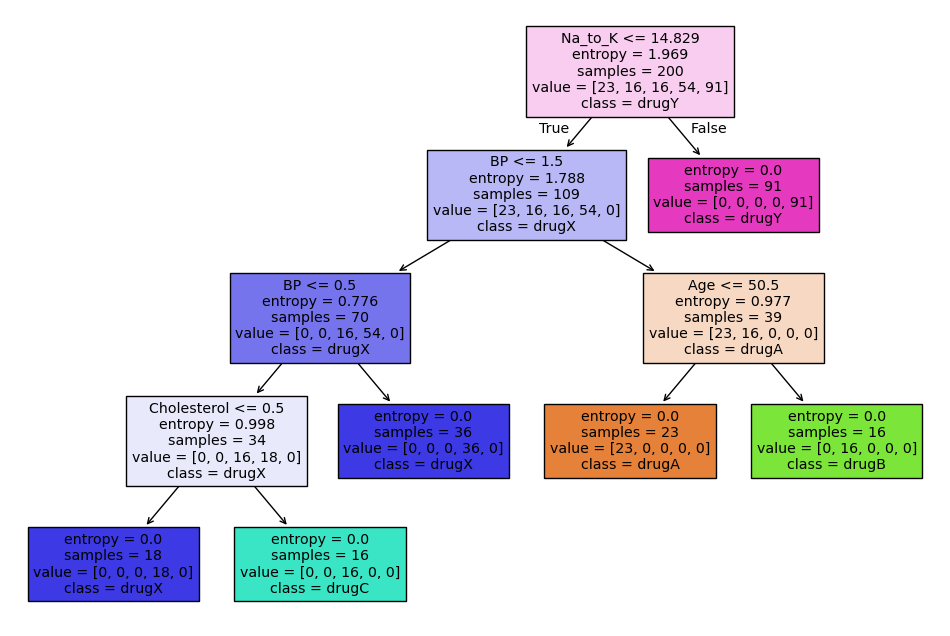 Na_to_K <= 14.829
entropy = 1.969
samples = 200
value = [23, 16, 16, 54, 91]
class = drugY
True
False
BP <= 1.5
entropy = 1.788
samples = 109
value = [23, 16, 16, 54, 0]
class = drugX
entropy = 0.0
samples = 91
value = [0, 0, 0, 0, 91]
class = drugY
BP <= 0.5
entropy = 0.776
samples = 70
value = [0, 0, 16, 54, 0]
class = drugX
Age <= 50.5
entropy = 0.977
samples = 39
value = [23, 16, 0, 0, 0]
class = drugA
Cholesterol <= 0.5
entropy = 0.998
samples = 34
value = [0, 0, 16, 18, 0]
class = drugX
entropy = 0.0
samples = 36
value = [0, 0, 0, 36, 0]
class = drugX
entropy = 0.0
samples = 23
value = [23, 0, 0, 0, 0]
class = drugA
entropy = 0.0
samples = 16
value = [0, 16, 0, 0, 0]
class = drugB
entropy = 0.0
samples = 18
value = [0, 0, 0, 18, 0]
class = drugX
entropy = 0.0
samples = 16
value = [0, 0, 16, 0, 0]
class = drugC